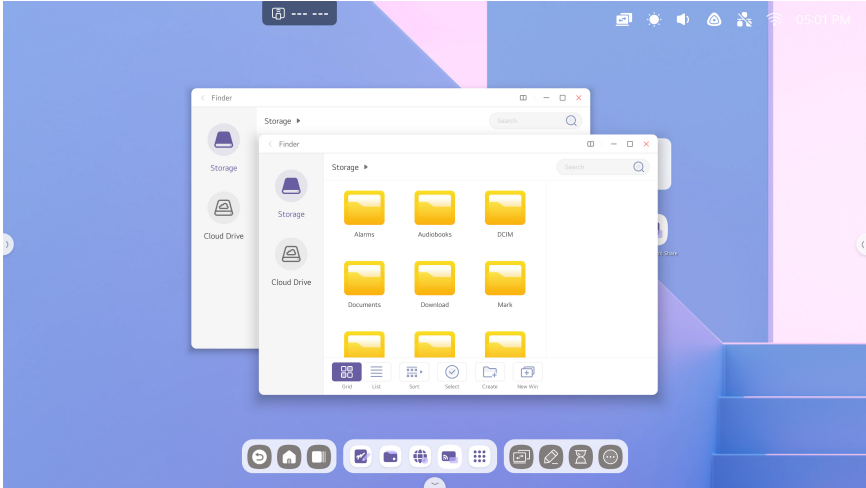 --- ---
05:01 PM
Finder
Storage
Search
Storage
Cloud Drive
Finder
Storage
Search
Storage
Cloud Drive
Alarms
Audiobooks
DCIM
Documents
Download
Mark
Grid
List
Sort
Select
Create
New Win
Share